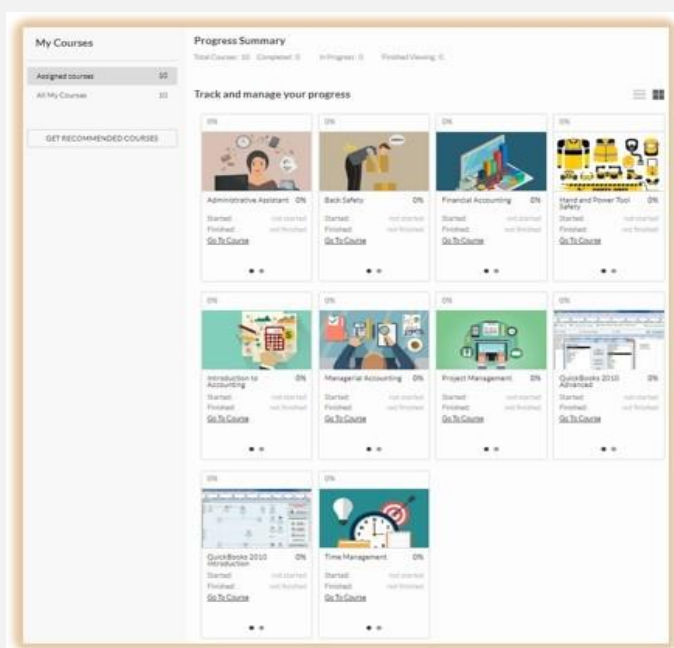 My Courses
Assigned courses 10
All My Courses 10
GET RECOMMENDED COURSES
Progress Summary
Total Courses: 10 Completed: 0 In Progress: 0 Finished Viewing: 0
Track and manage your progress
0% 0% 0% 0%
Administrative Assistant 0%
Started: not started
Finished: not finished
Go To Course
Back Safety 0%
Started: not started
Finished: not finished
Go To Course
Financial Accounting 0%
Started: not started
Finished: not finished
Go To Course
Hand and Power Tool
Safety 0%
Started: not started
Finished: not finished
Go To Course
0% 0% 0% 0%
Introduction to
Accounting 0%
Started: not started
Finished: not finished
Go To Course
Managerial Accounting 0%
Started: not started
Finished: not finished
Go To Course
Project Management 0%
Started: not started
Finished: not finished
Go To Course
QuickBooks 2010
Advanced 0%
Started: not started
Finished: not finished
Go To Course
0% 0%
QuickBooks 2010
Introduction 0%
Started: not started
Finished: not finished
Go To Course
Time Management 0%
Started: not started
Finished: not finished
Go To Course